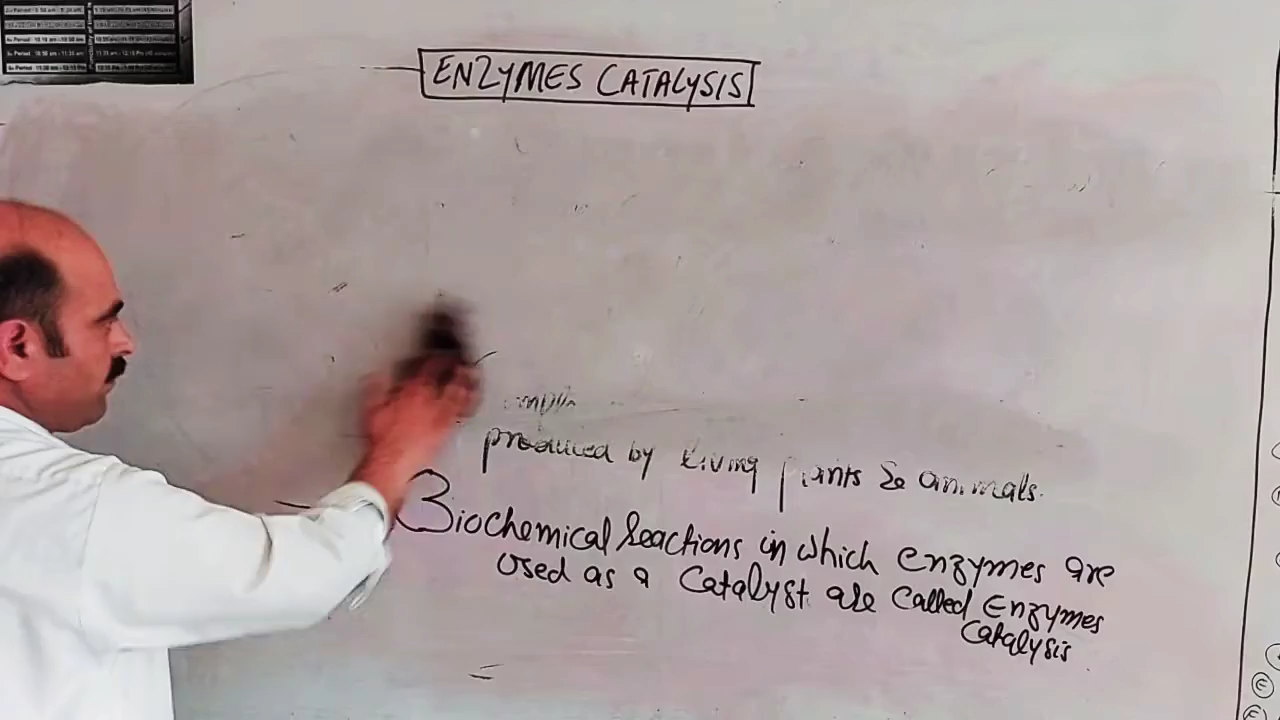 ENZYMES CATALYSIS
produced by living plants & animals.
Biochemical Reactions in which enzymes are
used as a Catalyst are Called Enzymes
Catalysis
E